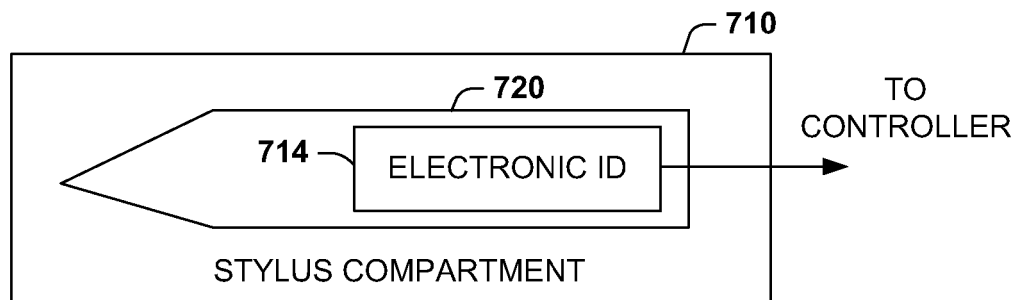 710
720
TO
CONTROLLER
714
ELECTRONIC ID
STYLUS COMPARTMENT